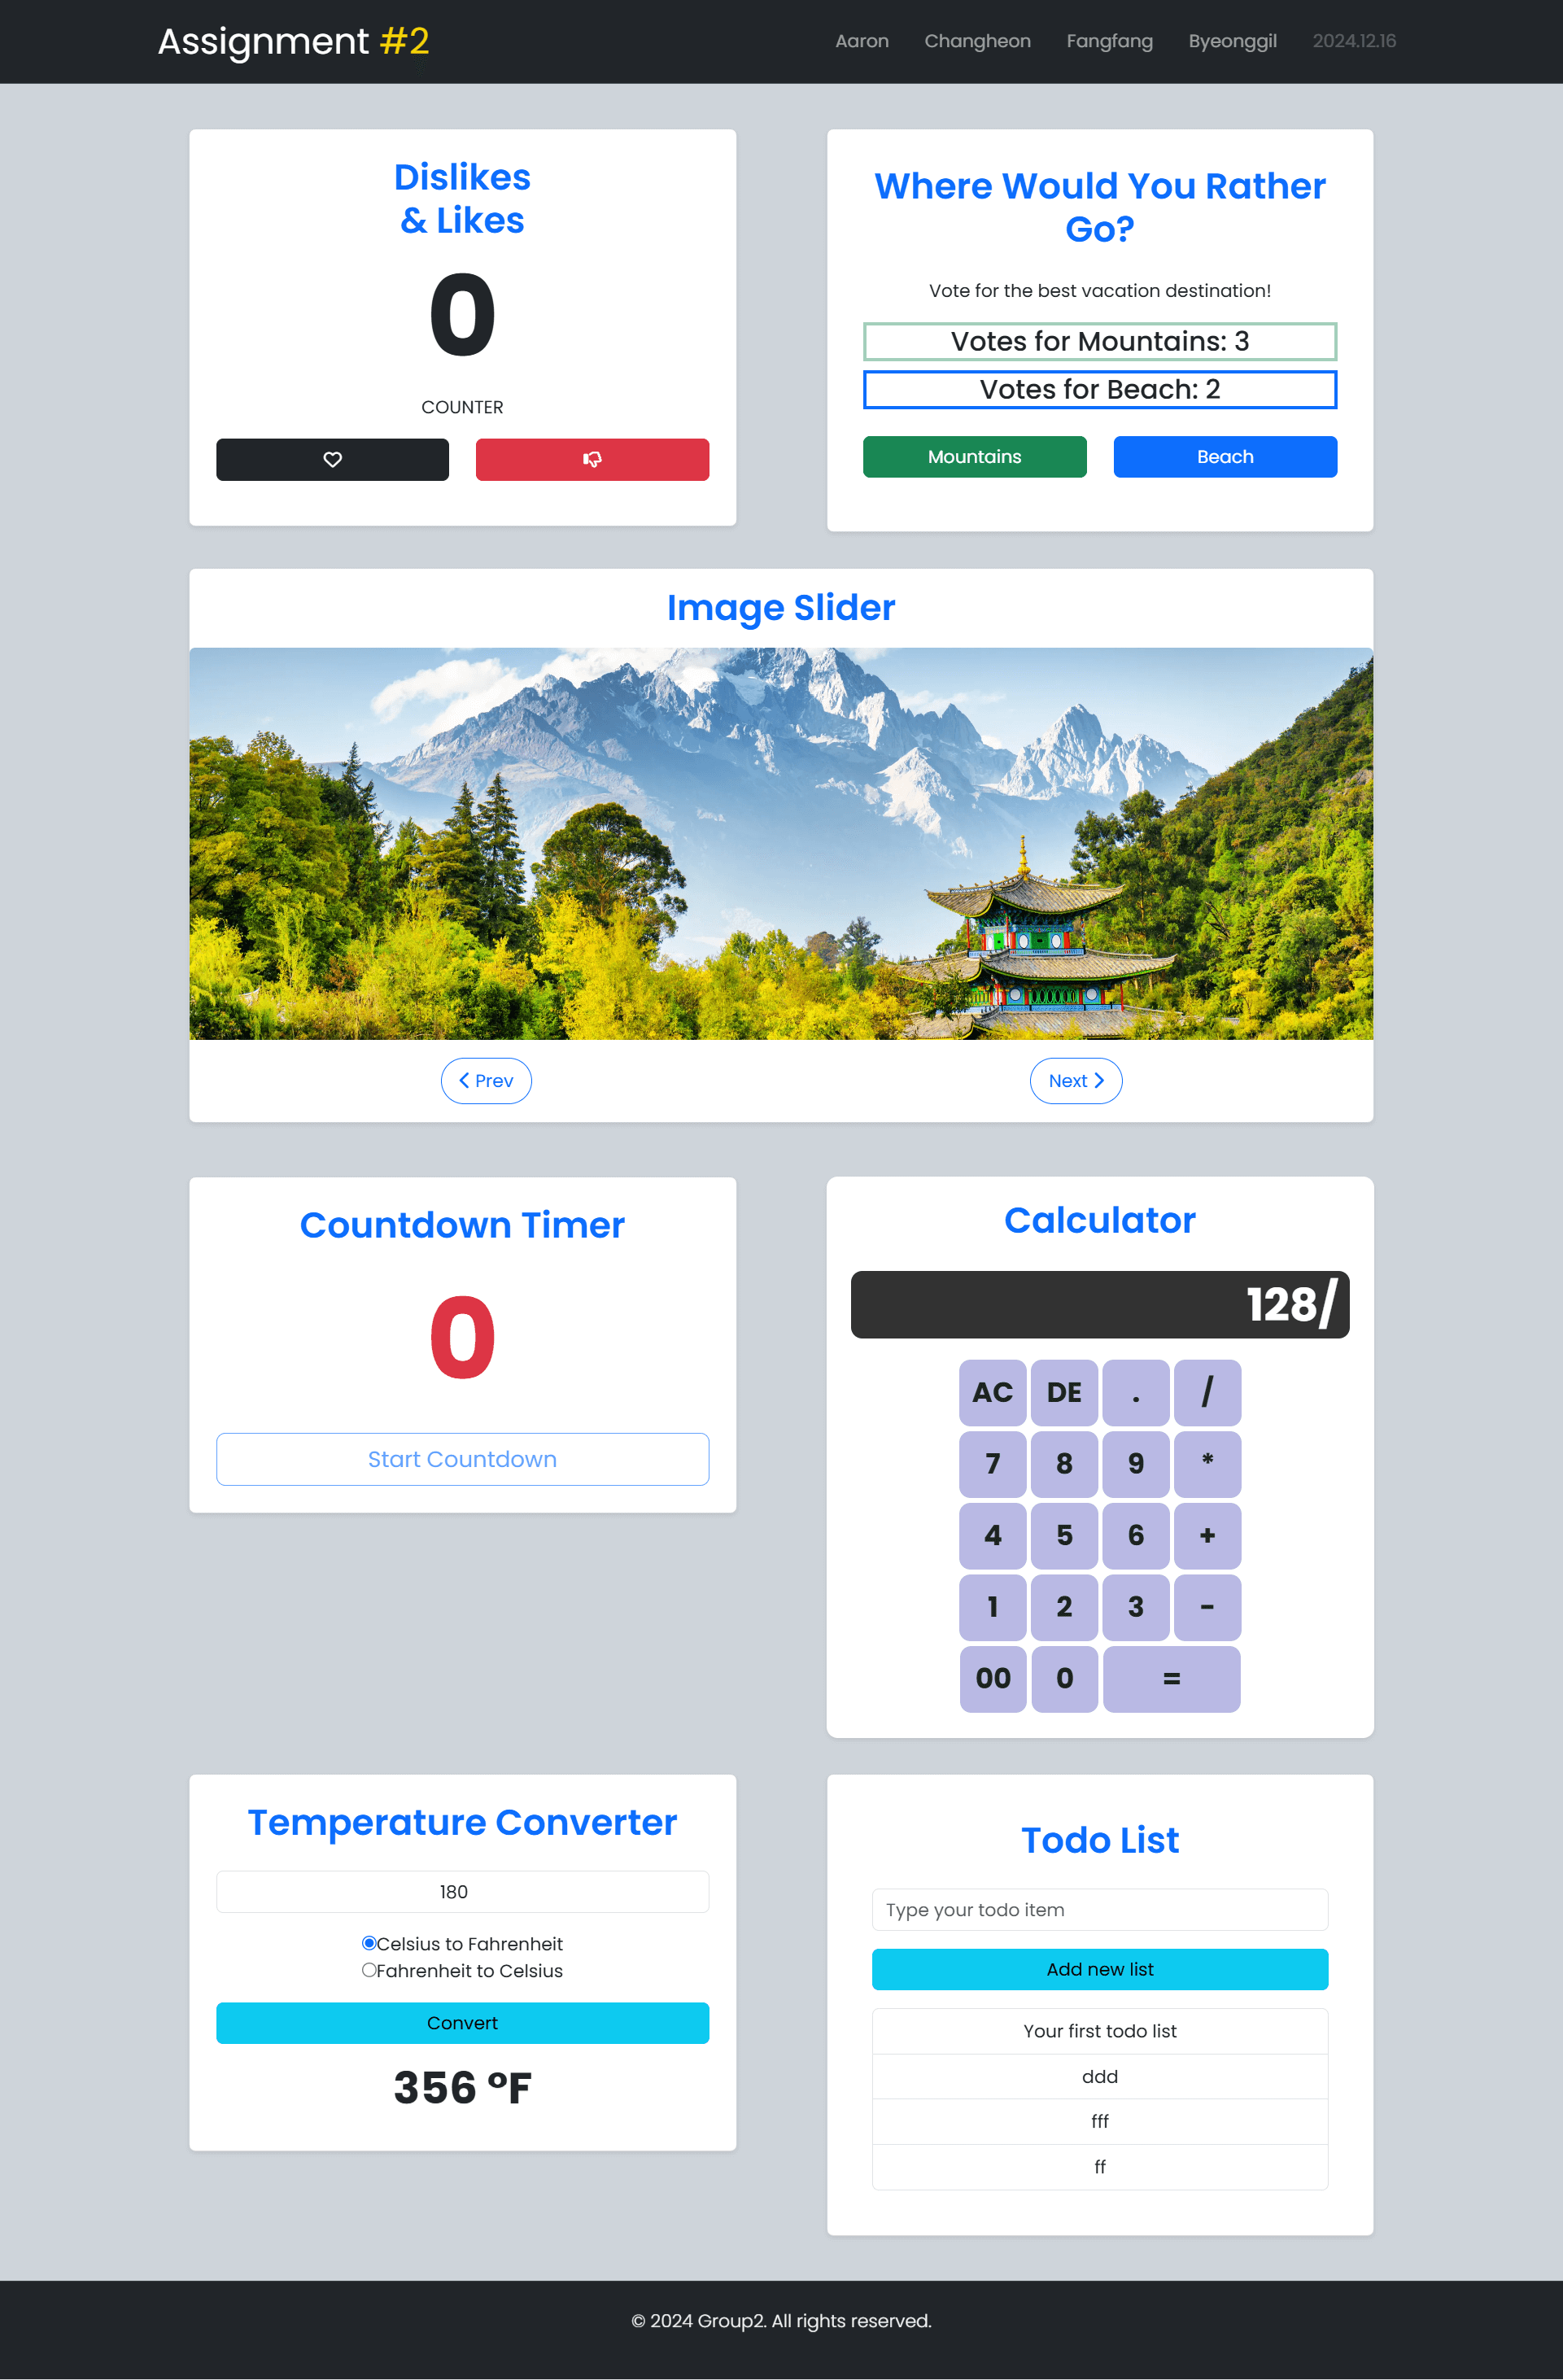 Assignment #2
Aaron Changheon Fangfang Byeonggil 2024.12.16
Dislikes
& Likes
0
COUNTER
Where Would You Rather
Go?
Vote for the best vacation destination!
Votes for Mountains: 3
Votes for Beach: 2
Mountains Beach
Image Slider
Prev
Next
Countdown Timer
0
Start Countdown
Calculator
128/
AC DE . /
7 8 9 *
4 5 6 +
1 2 3 -
00 0 =
Temperature Converter
180
Celsius to Fahrenheit
Fahrenheit to Celsius
Convert
356 °F
Todo List
Type your todo item
Add new list
Your first todo list
ddd
fff
ff
© 2024 Group2. All rights reserved.